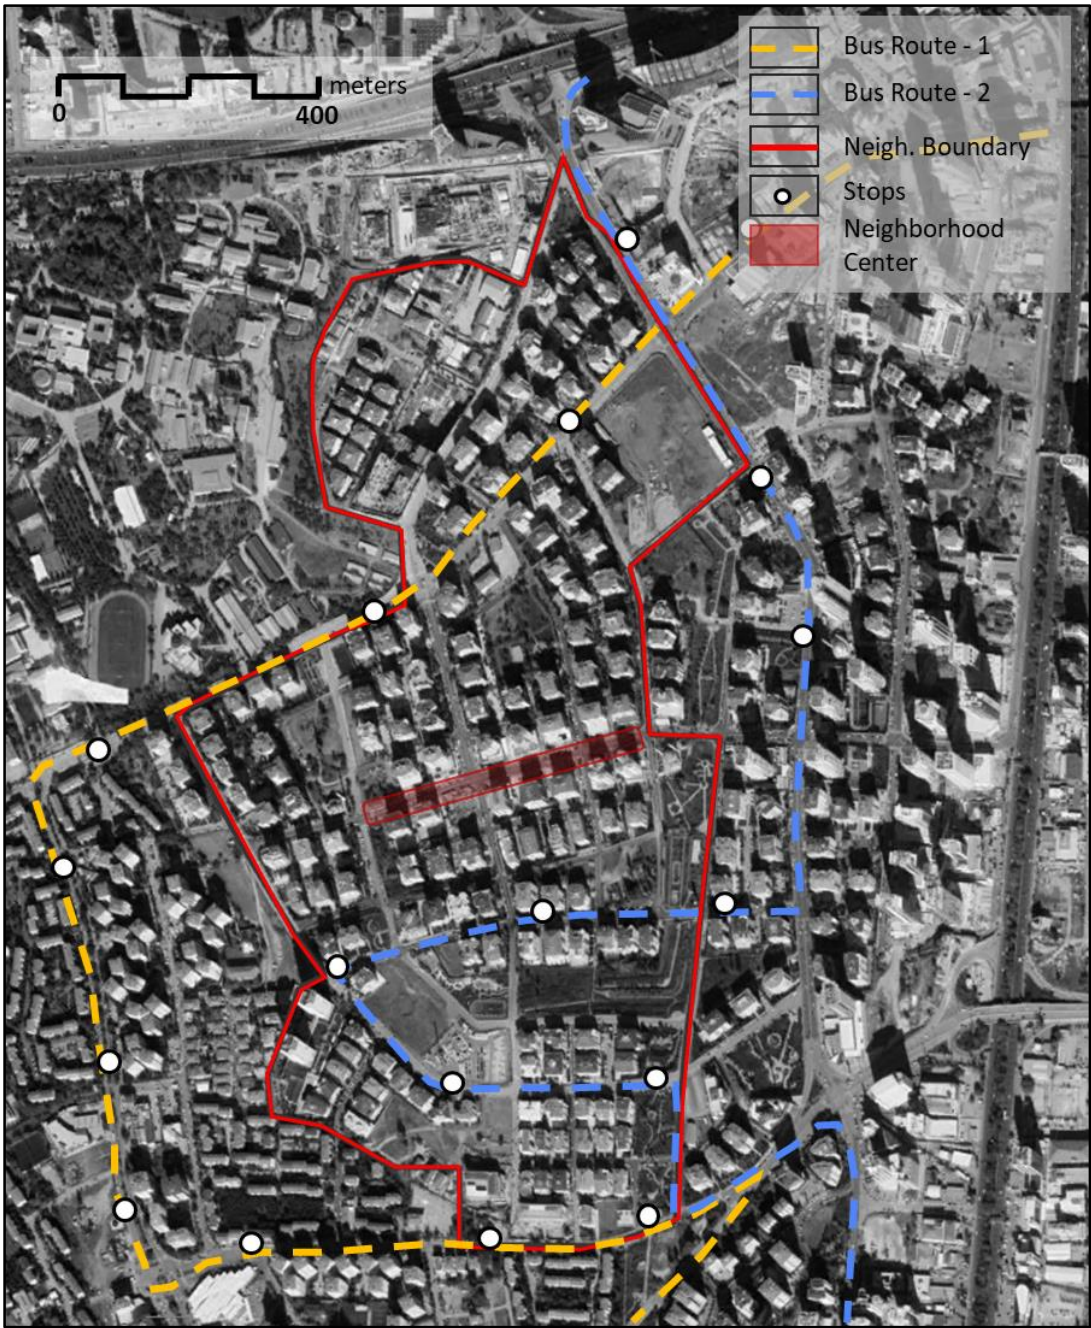 meters
0
400
Bus Route - 1
Bus Route - 2
Neigh. Boundary
Stops
Neighborhood
Center